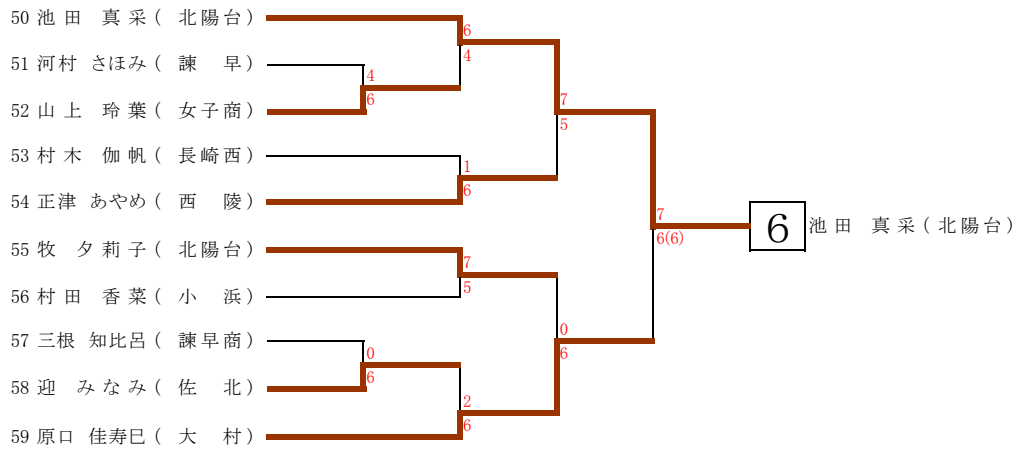 50 池田 真采 ( 北陽台 )
6
4
51 河村 さほみ ( 諫 早 )
4
6
52 山上 玲葉 ( 女子商 )
7
5
53 村木 伽帆 ( 長崎西 )
1
6
54 正津 あやめ ( 西 陵 )
7
6(6)
6 池田 真采 ( 北陽台 )
55 牧 夕莉子 ( 北陽台 )
7
5
56 村田 香菜 ( 小 浜 )
0
6
57 三根 知比呂 ( 諫早商 )
0
6
58 迎 みなみ ( 佐 北 )
2
6
59 原口 佳寿巳 ( 大 村 )